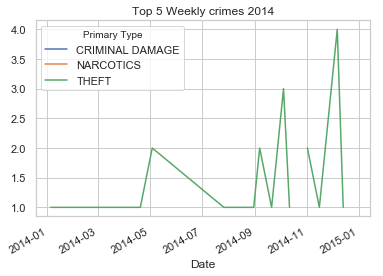 Top 5 Weekly crimes 2014
4.0
3.5
3.0
2.5
2.0
1.5
1.0
Primary Type
CRIMINAL DAMAGE
NARCOTICS
THEFT
2014-01
2014-03
2014-05
2014-07
2014-09
2014-11
2015-01
Date